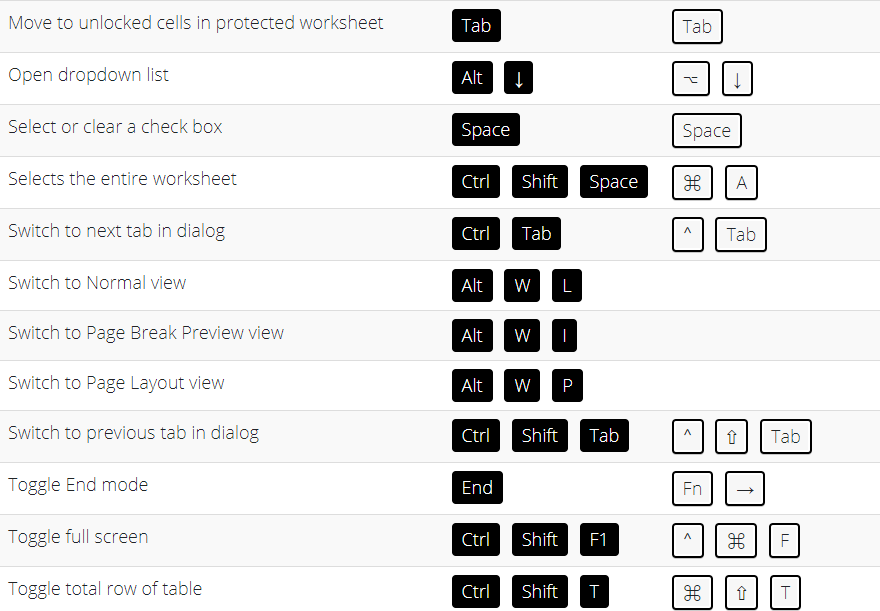 Move to unlocked cells in protected worksheet Tab Tab
Open dropdown list Alt ↓ ⌥ ↓
Select or clear a check box Space Space
Selects the entire worksheet Ctrl Shift Space ⌘ A
Switch to next tab in dialog Ctrl Tab ^ Tab
Switch to Normal view Alt W L
Switch to Page Break Preview view Alt W I
Switch to Page Layout view Alt W P
Switch to previous tab in dialog Ctrl Shift Tab ^ ⇧ Tab
Toggle End mode End Fn →
Toggle full screen Ctrl Shift F1 ^ ⌘ F
Toggle total row of table Ctrl Shift T ⌘ ⇧ T